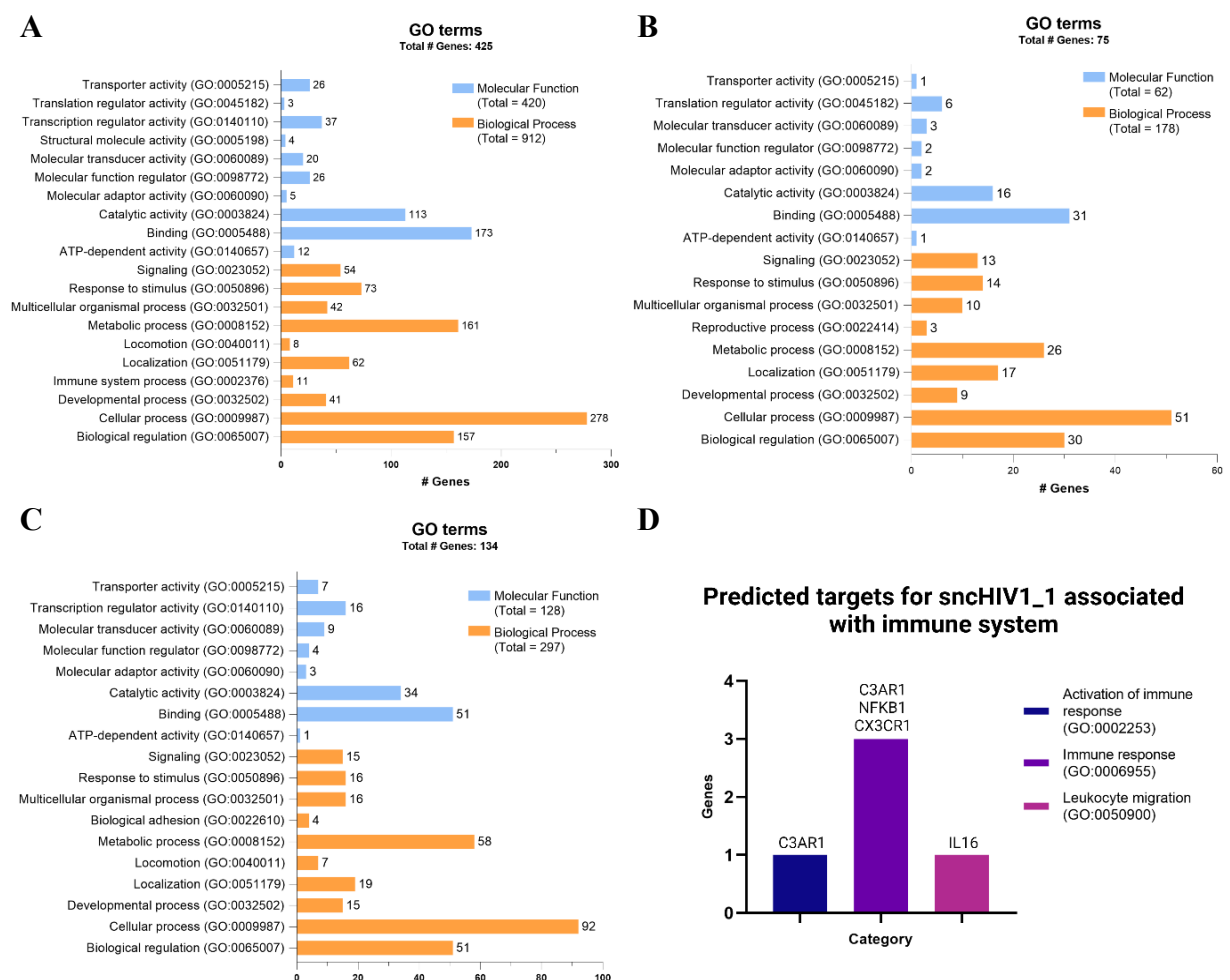 A
GO terms
Total # Genes: 425
Transporter activity (GO:0005215) 26
Translation regulator activity (GO:0045182) 3
Transcription regulator activity (GO:0140110) 37
Structural molecule activity (GO:0005198) 4
Molecular transducer activity (GO:0060089) 20
Molecular function regulator (GO:0098772) 26
Molecular adaptor activity (GO:0060090) 5
Catalytic activity (GO:0003824) 113
Binding (GO:0005488) 173
ATP-dependent activity (GO:0140657) 12
Signaling (GO:0023052) 54
Response to stimulus (GO:0050896) 73
Multicellular organismal process (GO:0032501) 42
Metabolic process (GO:0008152) 161
Locomotion (GO:0040011) 8
Localization (GO:0051179) 62
Immune system process (GO:0002376) 11
Developmental process (GO:0032502) 41
Cellular process (GO:0009987) 278
Biological regulation (GO:0065007) 157
Molecular Function
(Total = 420)
Biological Process
(Total = 912)
0 100 200 300
# Genes
B
GO terms
Total # Genes: 75
Transporter activity (GO:0005215) 1
Translation regulator activity (GO:0045182) 6
Molecular transducer activity (GO:0060089) 3
Molecular function regulator (GO:0098772) 2
Molecular adaptor activity (GO:0060090) 2
Catalytic activity (GO:0003824) 16
Binding (GO:0005488) 31
ATP-dependent activity (GO:0140657) 1
Signaling (GO:0023052) 13
Response to stimulus (GO:0050896) 14
Multicellular organismal process (GO:0032501) 10
Reproductive process (GO:0022414) 3
Metabolic process (GO:0008152) 26
Localization (GO:0051179) 17
Developmental process (GO:0032502) 9
Cellular process (GO:0009987) 51
Biological regulation (GO:0065007) 30
Molecular Function
(Total = 62)
Biological Process
(Total = 178)
0 20 40 60
# Genes
C
GO terms
Total # Genes: 134
Transporter activity (GO:0005215) 7
Transcription regulator activity (GO:0140110) 16
Molecular transducer activity (GO:0060089) 9
Molecular function regulator (GO:0098772) 4
Molecular adaptor activity (GO:0060090) 3
Catalytic activity (GO:0003824) 34
Binding (GO:0005488) 51
ATP-dependent activity (GO:0140657) 1
Signaling (GO:0023052) 15
Response to stimulus (GO:0050896) 16
Multicellular organismal process (GO:0032501) 16
Biological adhesion (GO:0022610) 4
Metabolic process (GO:0008152) 58
Locomotion (GO:0040011) 7
Localization (GO:0051179) 19
Developmental process (GO:0032502) 15
Cellular process (GO:0009987) 92
Biological regulation (GO:0065007) 51
Molecular Function
(Total = 128)
Biological Process
(Total = 297)
0 20 40 60 80 100
D
Predicted targets for sncHIV1_1 associated
with immune system
4
3
2
1
0
Genes
C3AR1
C3AR1
NFKB1
CX3CR1
IL16
Category
Activation of immune
response
(GO:0002253)
Immune response
(GO:0006955)
Leukocyte migration
(GO:0050900)